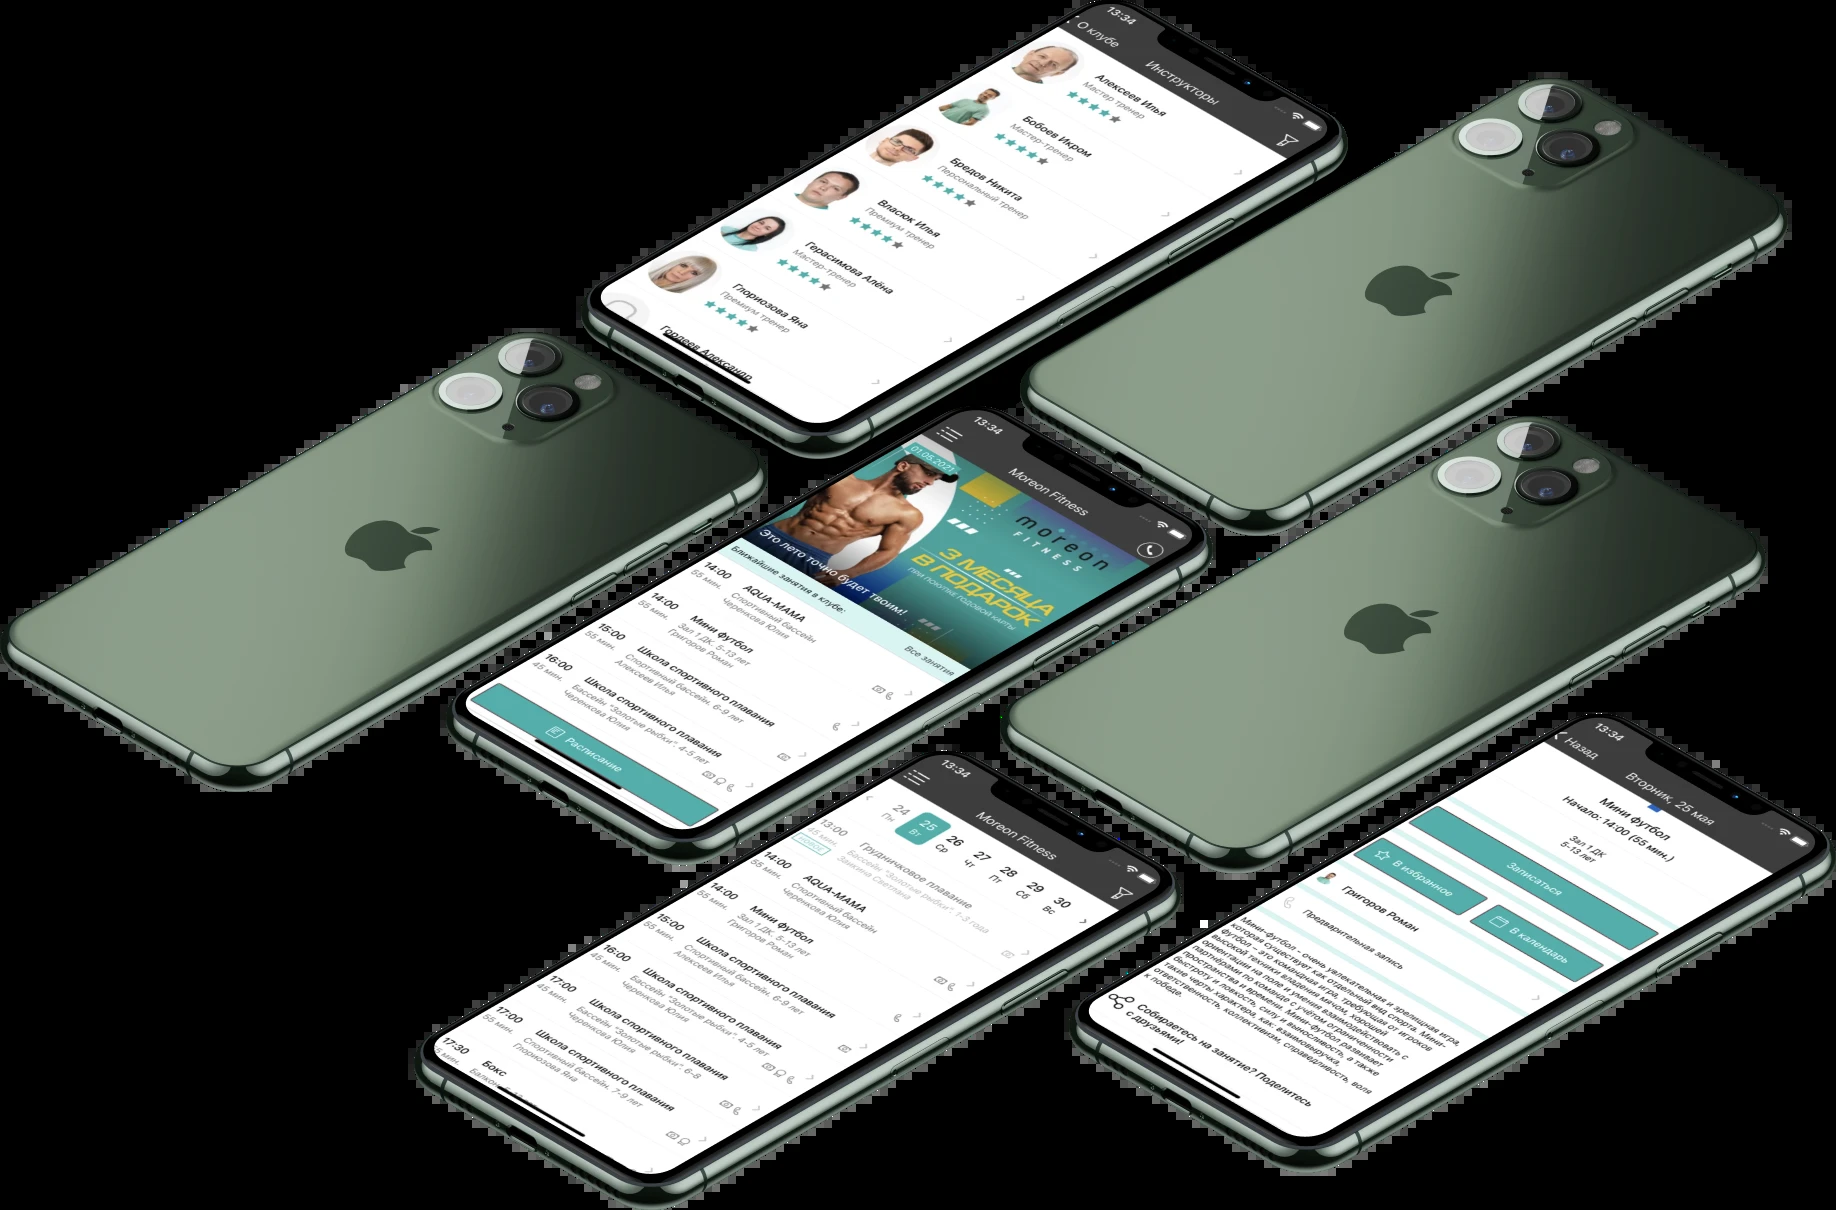 13:34
О клубе
Инструкторы
Алексеев Илья
Мастер тренер
Бобоев Икром
Мастер-тренер
Бредов Никита
Персональный тренер
Власюк Илья
Премиум тренер
Герасимова Алёна
Мастер-тренер
Глориозова Яна
Премиум тренер
Гордеев Александр
13:34
Moreon Fitness
01.05.2021
moreon
FITNESS
3 МЕСЯЦА
В ПОДАРОК
ПРИ ПОКУПКЕ ГОДОВОЙ КАРТЫ
Это лето точно будет твоим!
Ближайшие занятия в клубе:
Все занятия
14:00
55 мин.
AQUA-МАМА
Спортивный бассейн
Черенкова Юлия
14:00
55 мин.
Мини футбол
Зал 1 ДК. 5-13 лет
Григоров Роман
15:00
55 мин.
Школа спортивного плавания
Спортивный бассейн. 6-9 лет
Алексеев Илья
16:00
45 мин.
Школа спортивного плавания
Бассейн "Золотые рыбки". 4-5 лет
Черенкова Юлия
Расписание
13:34
Moreon Fitness
24
Пн
25
Вт
26
Ср
27
Чт
28
Пт
29
Сб
30
Вс
13:00
45 мин.
НОВОЕ
Грудничковое плавание
Бассейн "Золотые рыбки". 1-3 года
Заикина Светлана
14:00
55 мин.
AQUA-МАМА
Спортивный бассейн
Черенкова Юлия
14:00
55 мин.
Мини футбол
Зал 1 ДК. 5-13 лет
Григоров Роман
15:00
55 мин.
Школа спортивного плавания
Спортивный бассейн. 6-9 лет
Алексеев Илья
16:00
45 мин.
Школа спортивного плавания
Бассейн "Золотые рыбки". 4-5 лет
Черенкова Юлия
17:00
45 мин.
Школа спортивного плавания
Бассейн "Золотые рыбки". 6-8
Черенкова Юлия
17:00
55 мин.
Школа спортивного плавания
Спортивный бассейн. 7-9 лет
Глориозова Яна
17:30
мин.
Бокс
Балкон
13:34
Назад
Вторник, 25 мая
Мини футбол
Начало: 14:00 (55 мин.)
Зал 1 ДК
5-13 лет
Записаться
В избранное
В календарь
Григоров Роман
Предварительная запись
Мини-футбол - очень увлекательная и зрелищная игра,
которая существует как отдельный вид спорта. Мини-
футбол - это командная игра, требующая от игроков
высокой техники владения мячом, хорошей
ориентации на поле и умения взаимодействовать с
партнёрами по команде с учётом ограниченности
пространства и времени. Мини-футбол развивает
быстроту и ловкость, силу и выносливость, а также
такие черты характера, как: взаимовыручка,
ответственность, коллективизм, справедливость, воля
к победе.
Собираетесь на занятие? Поделитесь
с друзьями!